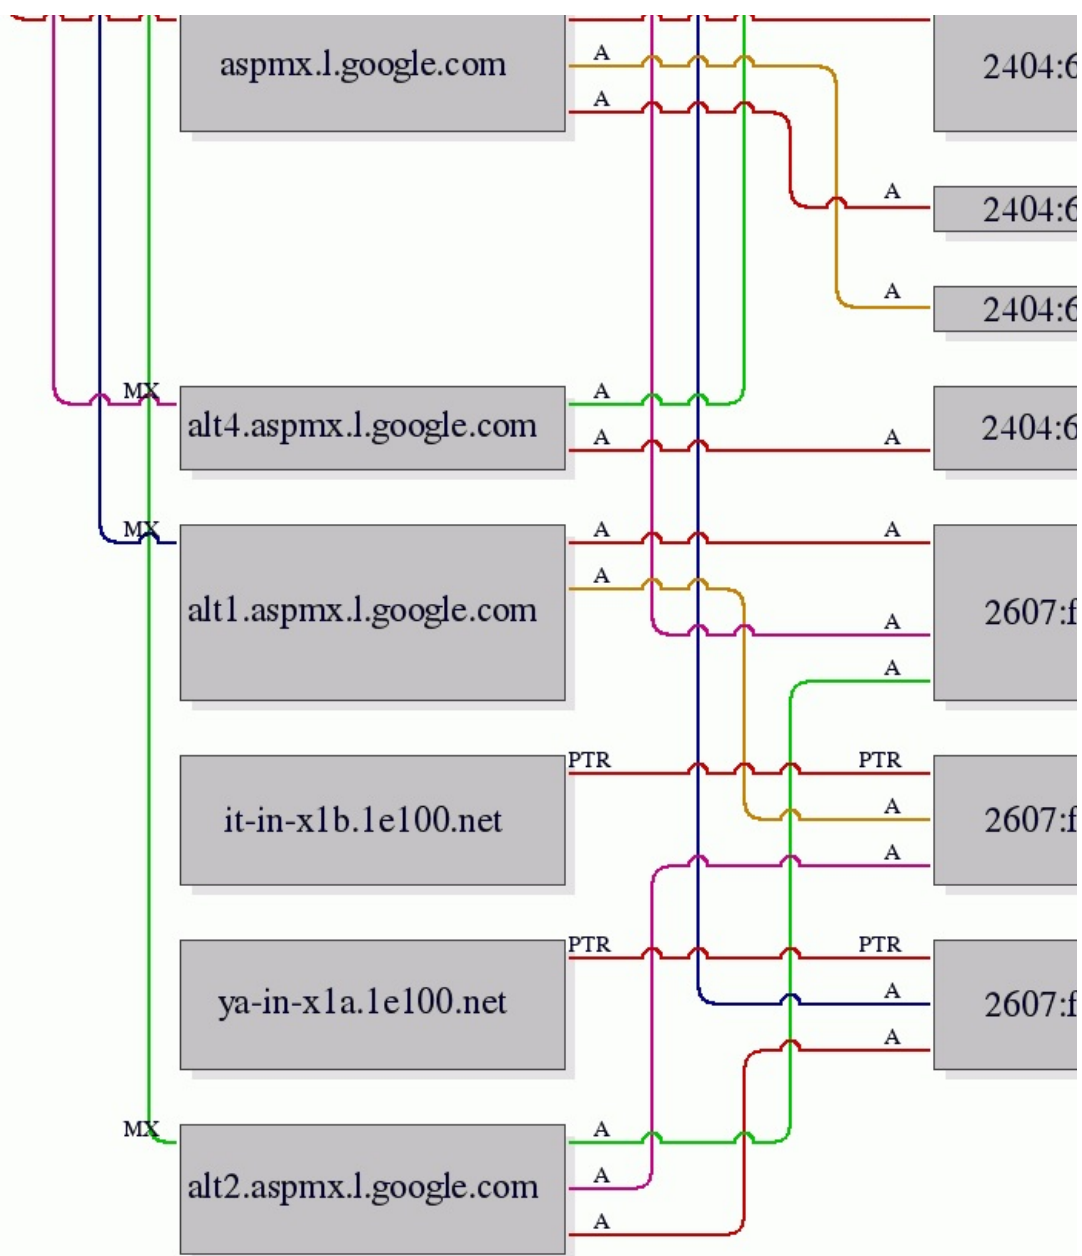 aspmx.l.google.com
A
A
2404:6
A
2404:6
A
2404:6
MX
alt4.aspmx.l.google.com
A
A
A
2404:6
MX
alt1.aspmx.l.google.com
A
A
A
A
A
2607:f
it-in-x1b.1e100.net
PTR
PTR
A
A
2607:f
ya-in-x1a.1e100.net
PTR
PTR
A
A
2607:f
MX
alt2.aspmx.l.google.com
A
A
A